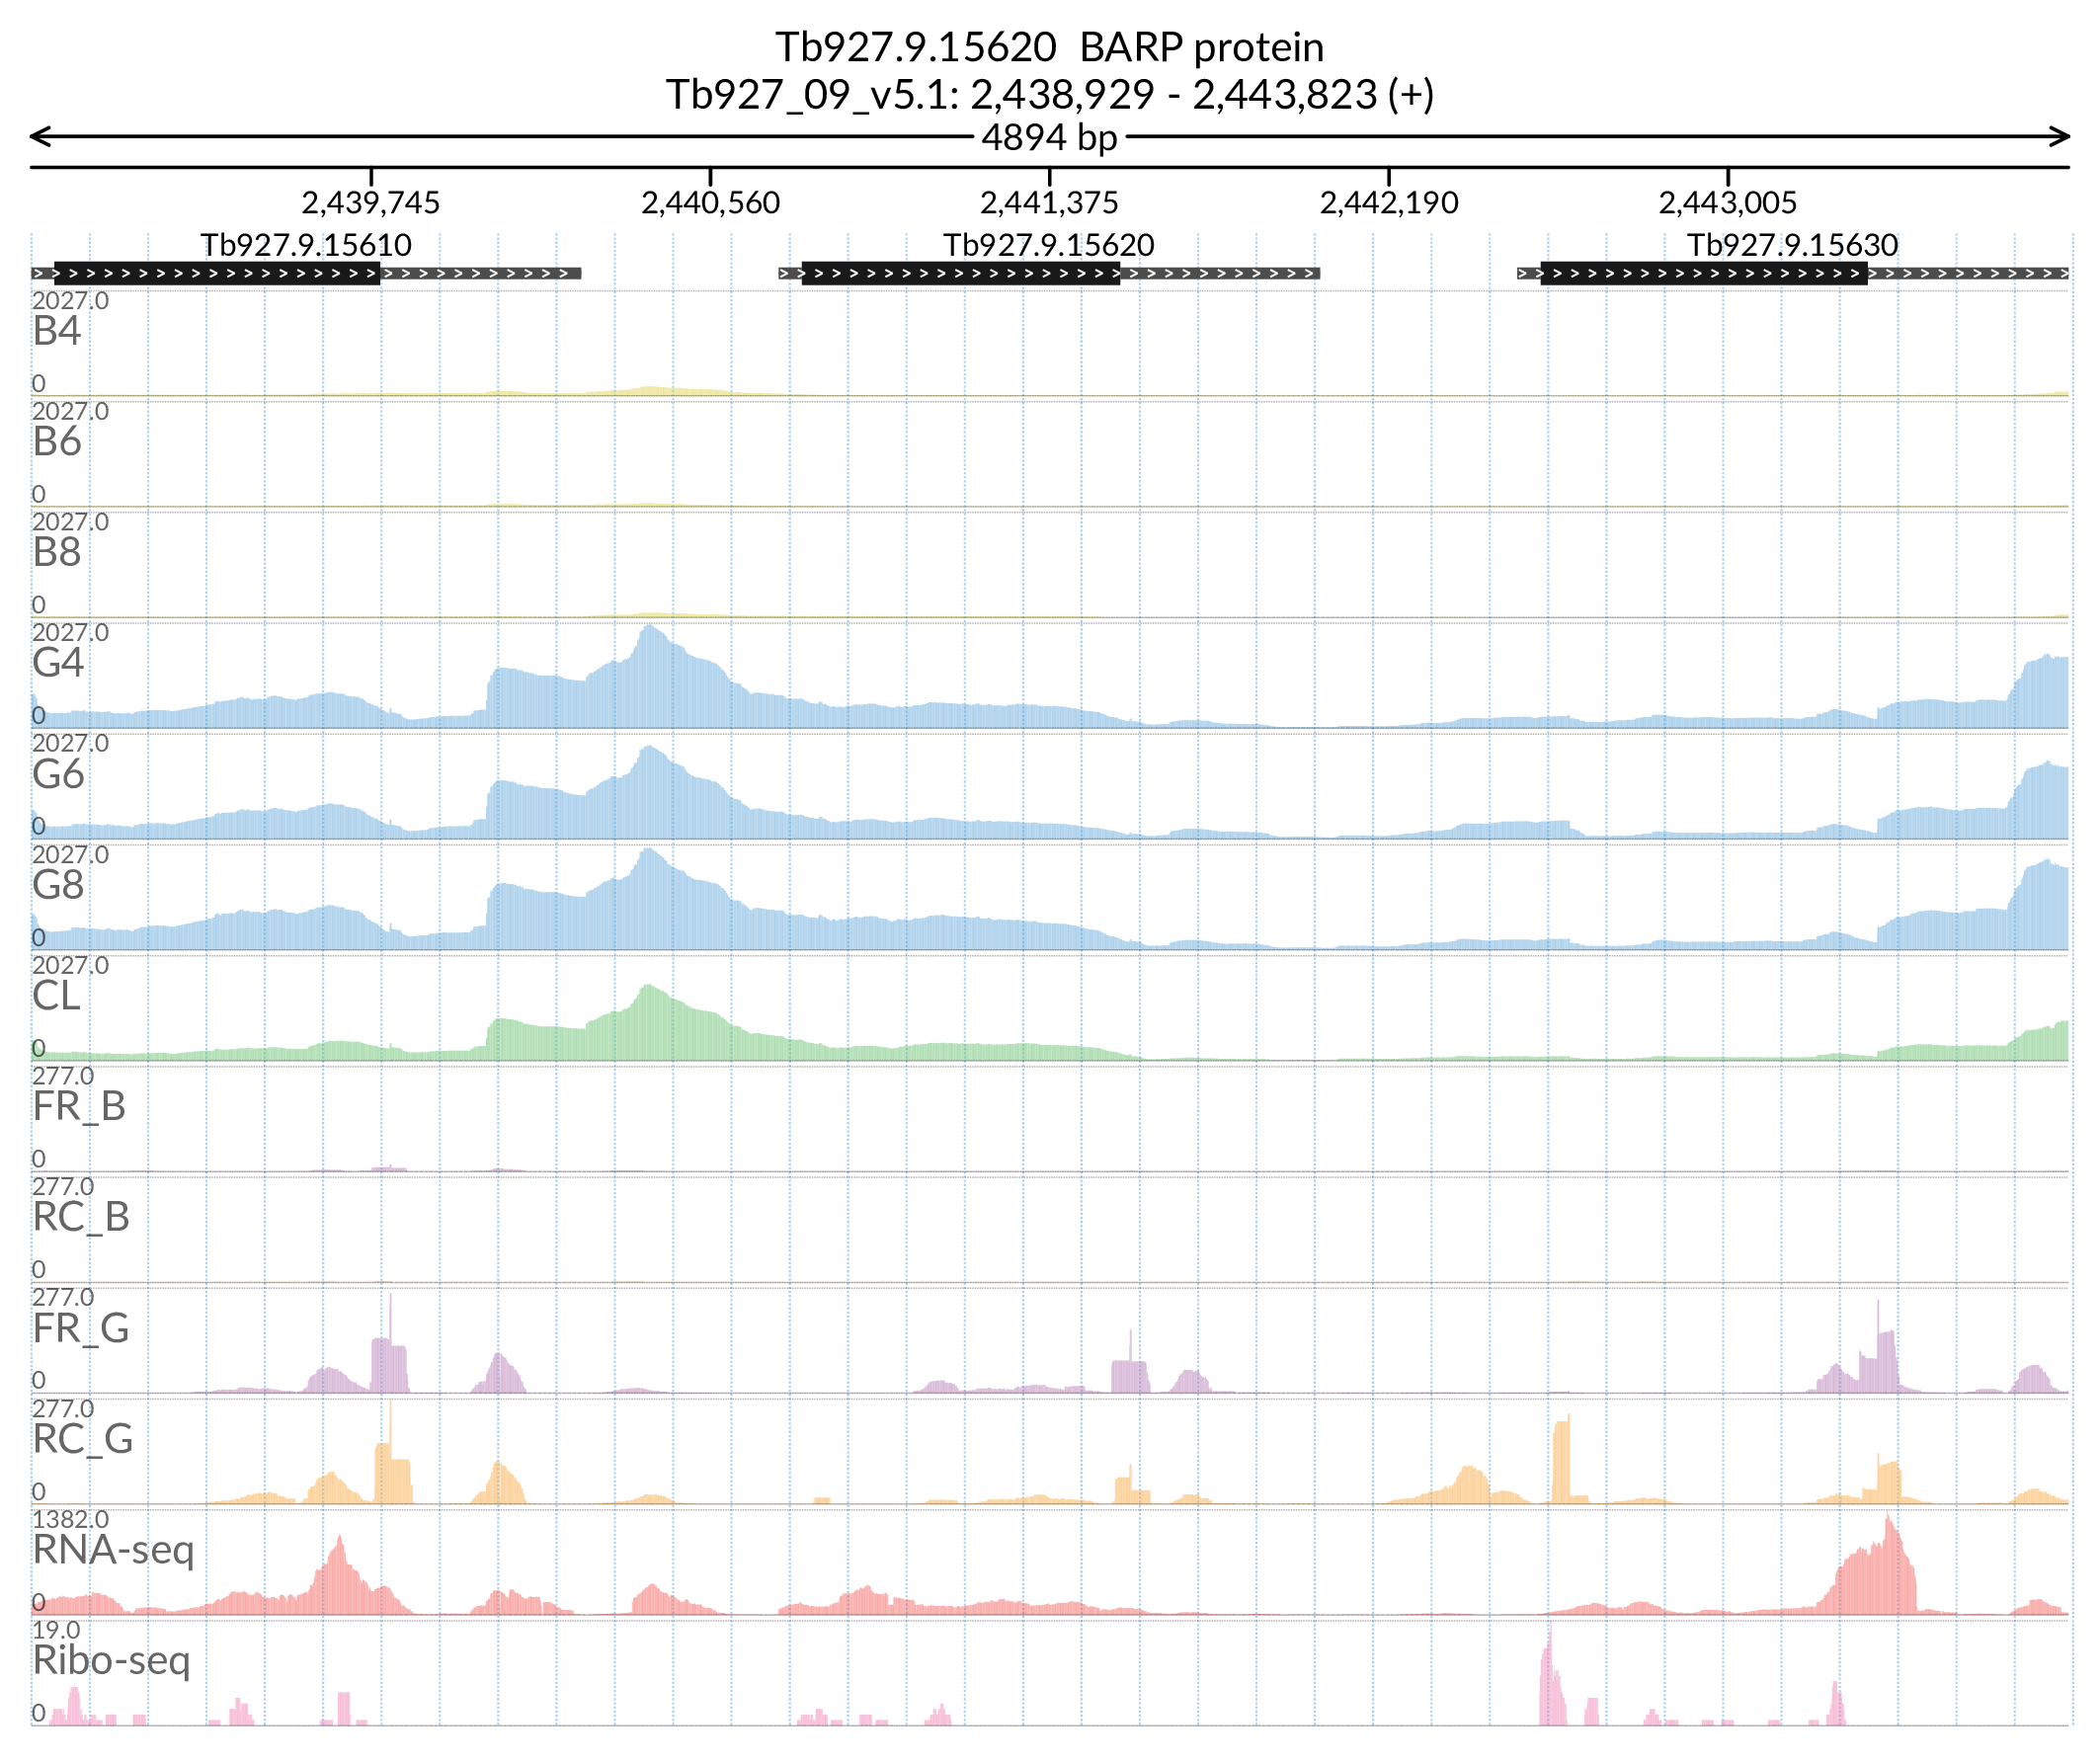 Tb927.9.15620 BARP protein
Tb927_09_v5.1: 2,438,929 - 2,443,823 (+)
4894 bp
2,439,745 2,440,560 2,441,375 2,442,190 2,443,005
Tb927.9.15610 Tb927.9.15620 Tb927.9.15630
2027.0
B4
0
2027.0
B6
0
2027.0
B8
0
2027.0
G4
0
2027.0
G6
0
2027.0
G8
0
2027.0
CL
0
277.0
FR_B
0
277.0
RC_B
0
277.0
FR_G
0
277.0
RC_G
0
1382.0
RNA-seq
0
19.0
Ribo-seq
0